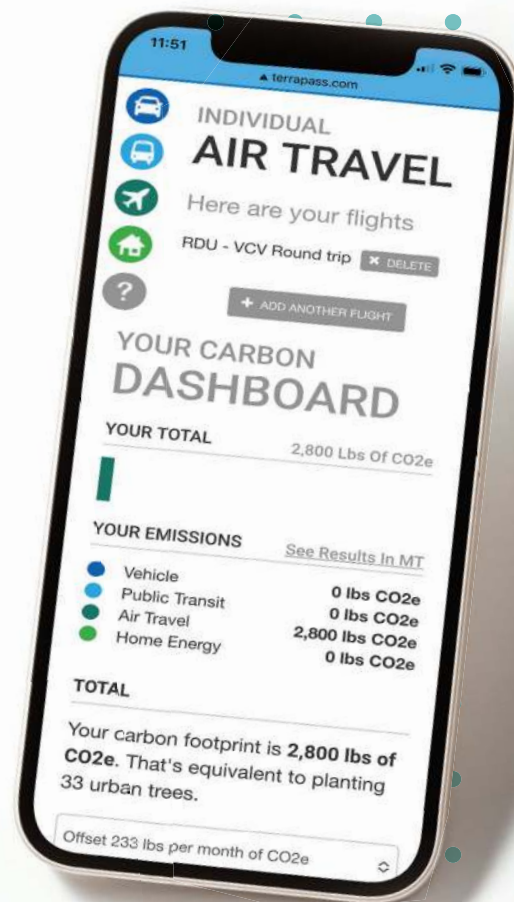 11:51
terrapass.com
INDIVIDUAL
AIR TRAVEL
Here are your flights
RDU - VCV Round trip
✖ DELETE
+ ADD ANOTHER FLIGHT
?
YOUR CARBON
DASHBOARD
YOUR TOTAL
2,800 Lbs Of CO2e
YOUR EMISSIONS
See Results In MT
Vehicle 0 lbs CO2e
Public Transit 0 lbs CO2e
Air Travel 2,800 lbs CO2e
Home Energy 0 lbs CO2e
TOTAL
Your carbon footprint is 2,800 lbs of
CO2e. That's equivalent to planting
33 urban trees.
Offset 233 lbs per month of CO2e